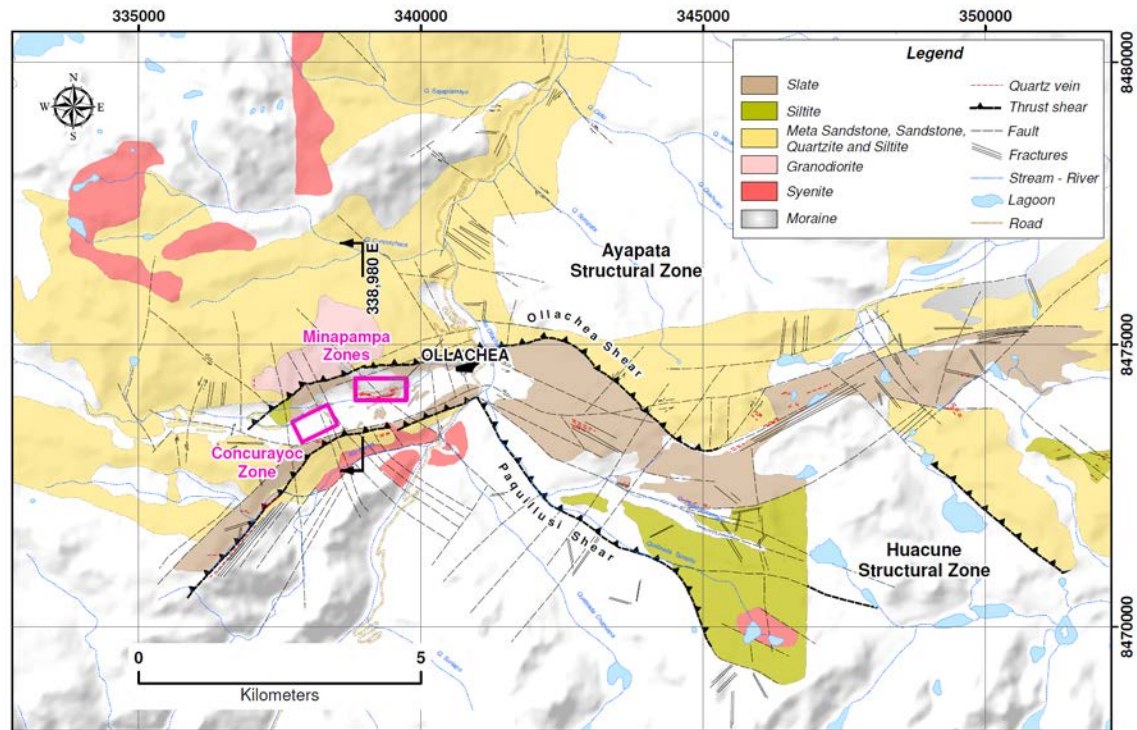 335000
340000
345000
350000
8480000
8475000
8470000
N
W
E
S
Legend
Slate
Siltite
Meta Sandstone, Sandstone,
Quartzite and Siltite
Granodiorite
Syenite
Moraine
Quartz vein
Thrust shear
Fault
Fractures
Stream - River
Lagoon
Road
Ayapata
Structural Zone
338,980 E
Minapampa
Zones
OLLACHEA
Ollachea Shear
Concurayoc
Zone
Paquillusi Shear
Huacune
Structural Zone
0
5
Kilometers